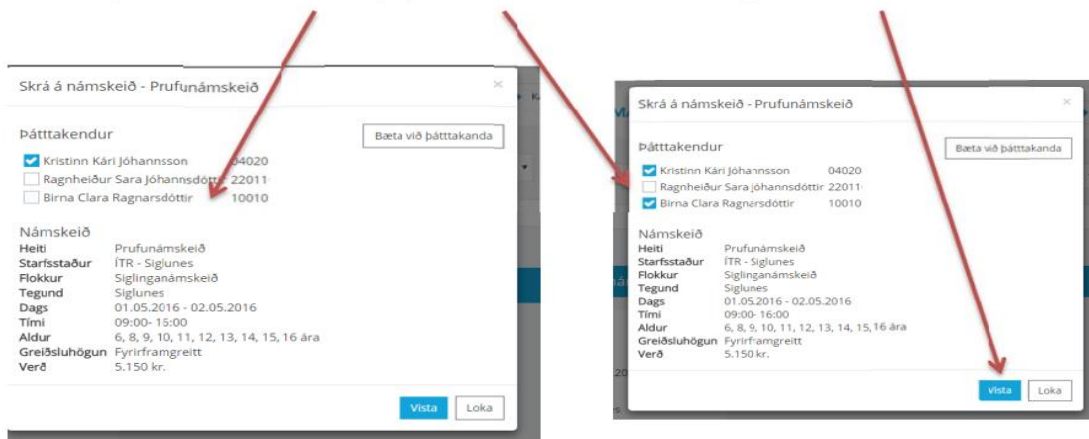 Skrá á námskeið - Prufunámskeið
×
Þátttakendur
Bæta við þátttakanda
Kristinn Kári Jóhannsson 04020
Ragnheiður Sara Jóhannsdóttir 22011
Birna Clara Ragnarsdóttir 10010
Námskeið
Heiti Prufunámskeið
Starfsstaður ÍTR - Siglunes
Flokkur Siglinganámskeið
Tegund Siglunes
Dags 01.05.2016 - 02.05.2016
Tími 09:00- 16:00
Aldur 6, 8, 9, 10, 11, 12, 13, 14, 15, 16 ára
Greiðsluhögun Fyrirframgreitt
Verð 5.150 kr.
Vista Loka
Skrá á námskeið - Prufunámskeið
×
Þátttakendur
Bæta við þátttakanda
Kristinn Kári Jóhannsson 04020
Ragnheiður Sara Jóhannsdóttir 22011
Birna Clara Ragnarsdóttir 10010
Námskeið
Heiti Prufunámskeið
Starfsstaður ÍTR - Siglunes
Flokkur Siglinganámskeið
Tegund Siglunes
Dags 01.05.2016 - 02.05.2016
Tími 09:00- 16:00
Aldur 6, 8, 9, 10, 11, 12, 13, 14, 15, 16 ára
Greiðsluhögun Fyrirframgreitt
Verð 5.150 kr.
Vista Loka